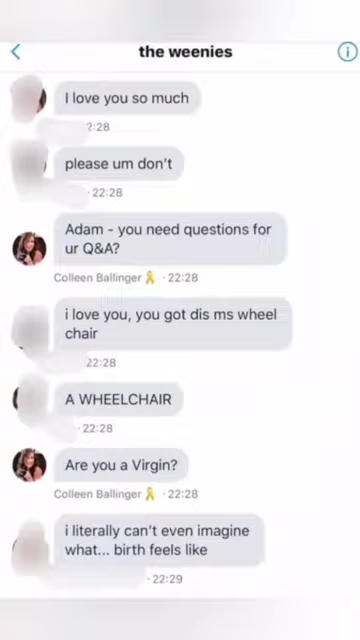 the weenies
I love you so much
2:28
please um don't
· 22:28
Adam - you need questions for
ur Q&A?
Colleen Ballinger 🎗 · 22:28
i love you, you got dis ms wheel
chair
22:28
A WHEELCHAIR
· 22:28
Are you a Virgin?
Colleen Ballinger 🎗 · 22:28
i literally can't even imagine
what... birth feels like
· 22:29